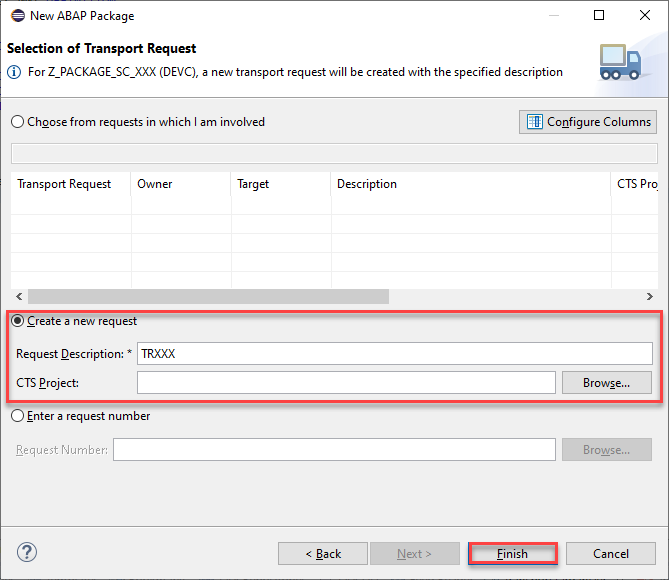 New ABAP Package
Selection of Transport Request
For Z_PACKAGE_SC_XXX (DEVC), a new transport request will be created with the specified description
Choose from requests in which I am involved
Configure Columns
Transport Request Owner Target Description CTS Proj
Create a new request
Request Description: * TRXXX
CTS Project: Browse...
Enter a request number
Request Number: Browse...
? < Back Next > Finish Cancel